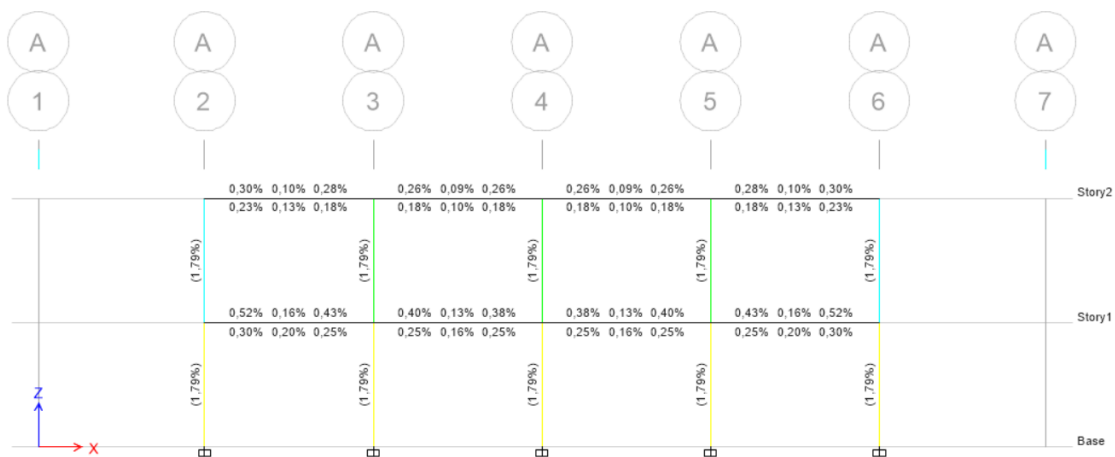 A A A A A A A
1 2 3 4 5 6 7
0,30% 0,10% 0,28% 0,26% 0,09% 0,26% 0,26% 0,09% 0,26% 0,28% 0,10% 0,30%
Story2
0,23% 0,13% 0,18% 0,18% 0,10% 0,18% 0,18% 0,10% 0,18% 0,18% 0,13% 0,23%
(1,79%) (1,79%) (1,79%) (1,79%) (1,79%)
0,52% 0,16% 0,43% 0,40% 0,13% 0,38% 0,38% 0,13% 0,40% 0,43% 0,16% 0,52%
Story1
0,30% 0,20% 0,25% 0,25% 0,16% 0,25% 0,25% 0,16% 0,25% 0,25% 0,20% 0,30%
(1,79%) (1,79%) (1,79%) (1,79%) (1,79%)
Z
X
Base